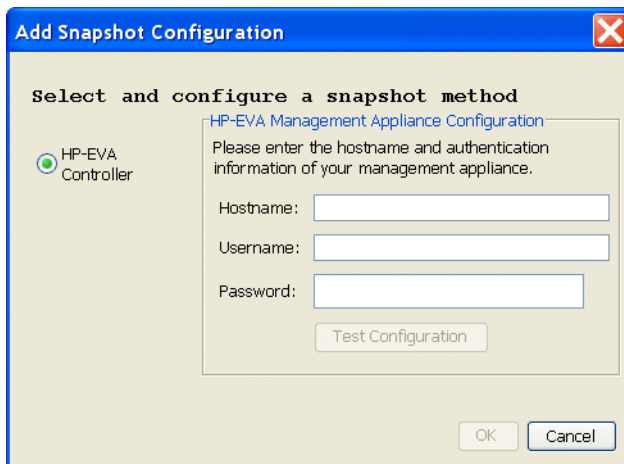 Add Snapshot Configuration
Select and configure a snapshot method
HP-EVA
Controller
HP-EVA Management Appliance Configuration
Please enter the hostname and authentication
information of your management appliance.
Hostname:
Username:
Password:
Test Configuration
OK
Cancel